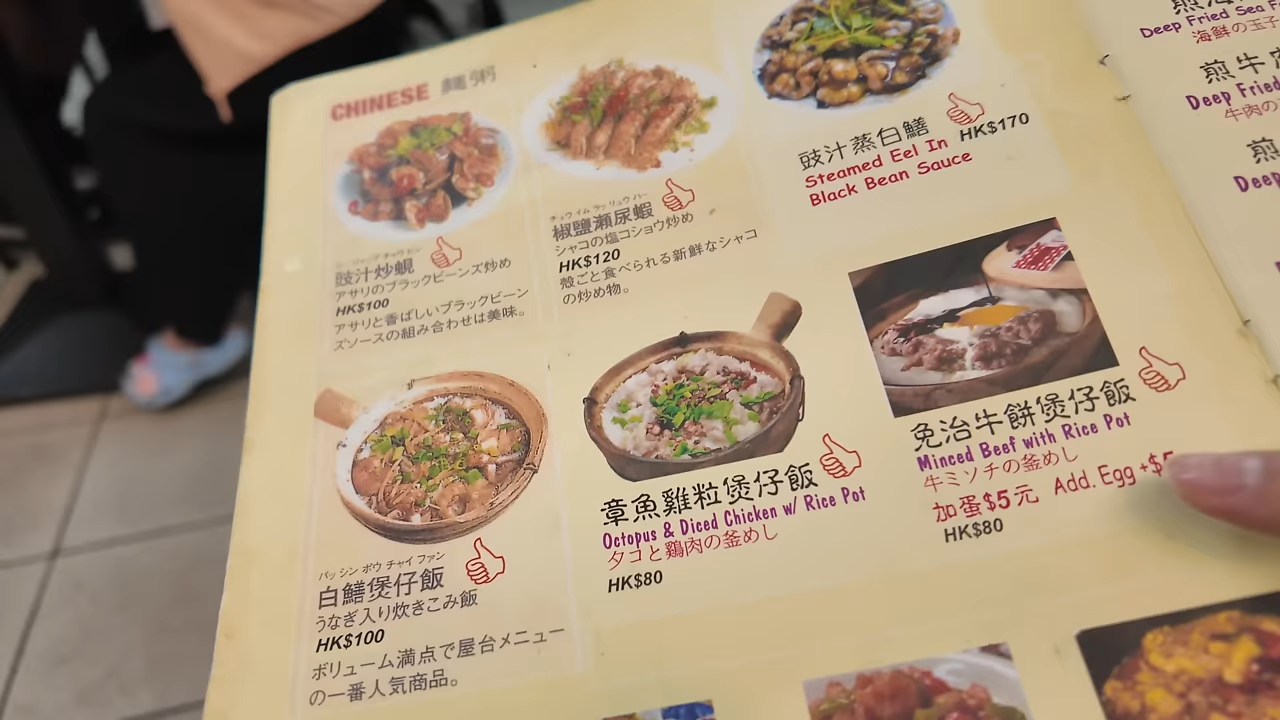 CHINESE 麵粥
豉汁炒蜆
アサリのブラックビーンズ炒め
HK$100
アサリと香ばしいブラックビーン
ズソースの組み合わせは美味。
チュウ イム ラッ リュウ ハー
椒鹽瀨尿蝦
シャコの塩コショウ炒め
HK$120
殻ごと食べられる新鮮なシャコ
の炒め物。
豉汁蒸白鱔 HK$170
Steamed Eel In
Black Bean Sauce
バッ シン ボウ チャイ ファン
白鱔煲仔飯
うなぎ入り炊きこみ飯
HK$100
ボリューム満点で屋台メニュー
の一番人気商品。
章魚雞粒煲仔飯
Octopus & Diced Chicken w/ Rice Pot
タコと鶏肉の釜めし
HK$80
免治牛餅煲仔飯
Minced Beef with Rice Pot
牛ミソチの釜めし
加蛋$5元 Add. Egg +$5
HK$80
Deep Fried Sea
海鮮の玉子
煎牛
Deep Fried
牛肉の
煎
Deep